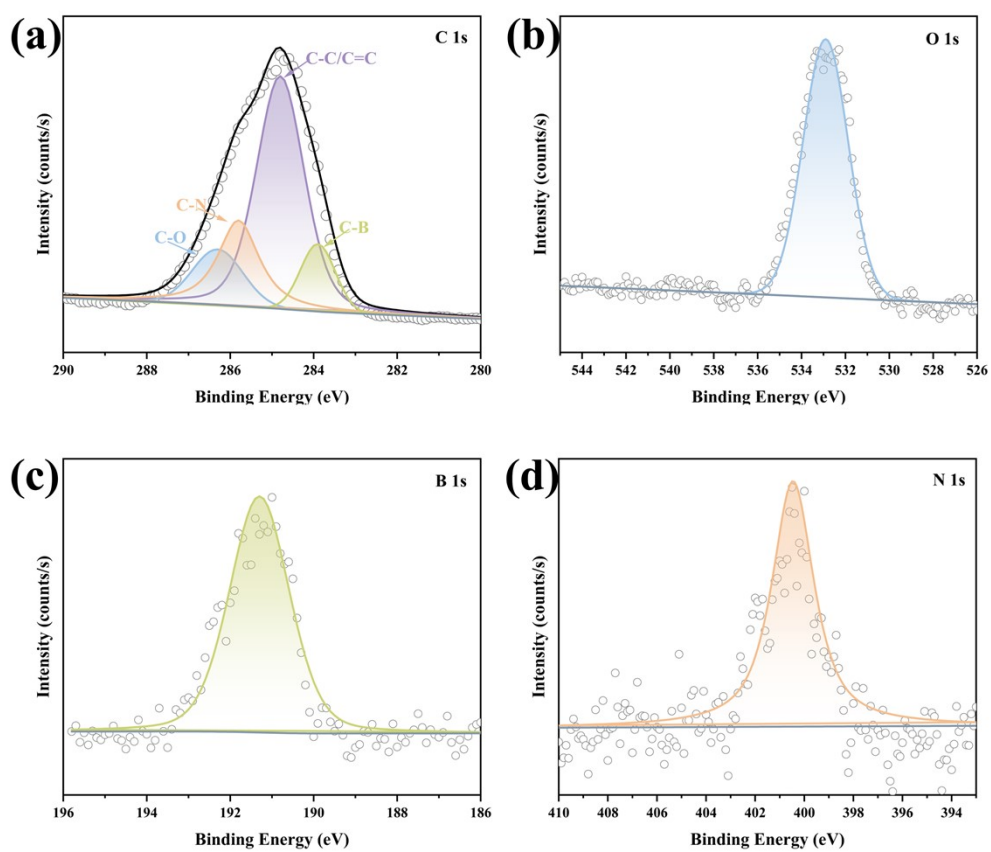 (a)
C 1s
C-C/C=C
C-N
C-O
C-B
Intensity (counts/s)
290 288 286 284 282 280
Binding Energy (eV)
(b)
O 1s
Intensity (counts/s)
544 542 540 538 536 534 532 530 528 526
Binding Energy (eV)
(c)
B 1s
Intensity (counts/s)
196 194 192 190 188 186
Binding Energy (eV)
(d)
N 1s
Intensity (counts/s)
410 408 406 404 402 400 398 396 394
Binding Energy (eV)